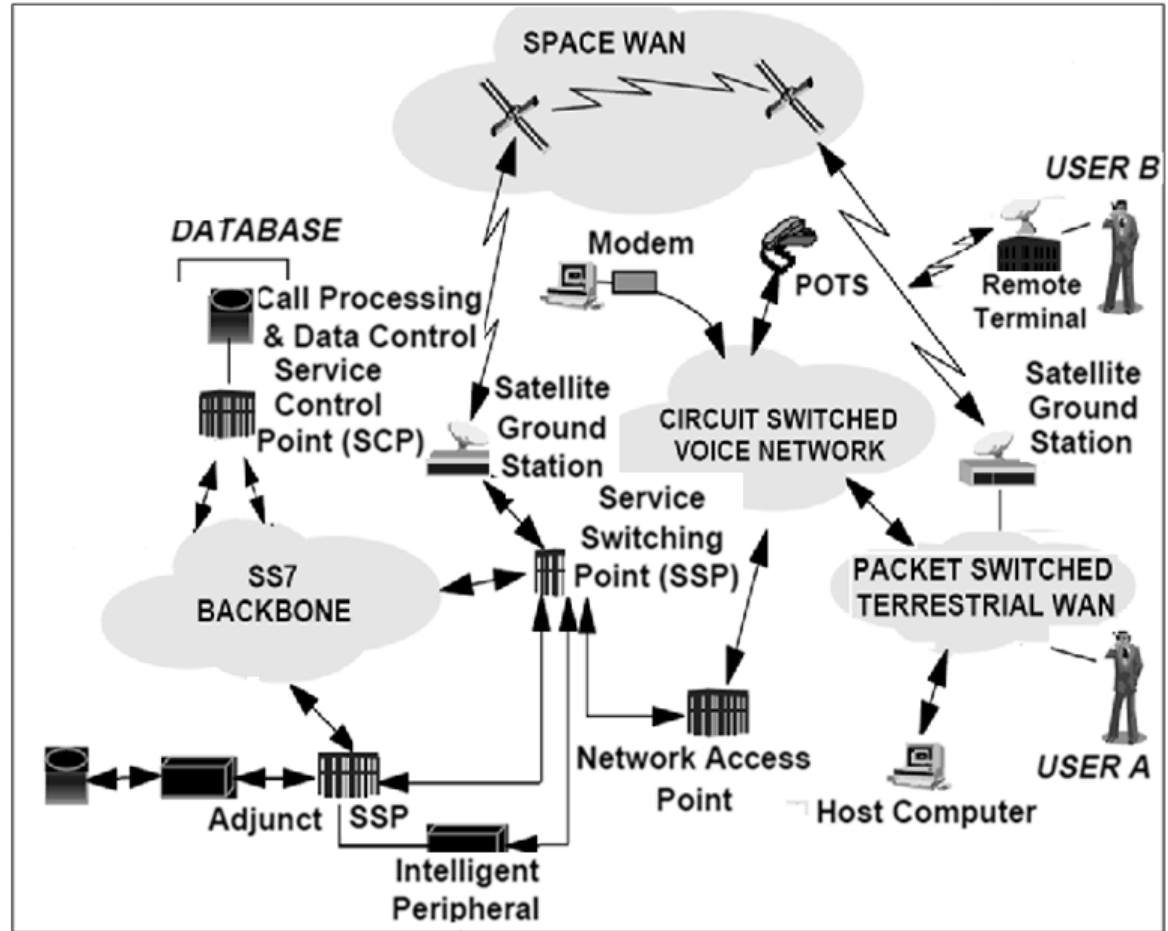 SPACE WAN
USER B
DATABASE
Modem
POTS
Remote
Terminal
Call Processing
& Data Control
Service
Control
Point (SCP)
Satellite
Ground
Station
CIRCUIT SWITCHED
VOICE NETWORK
Satellite
Ground
Station
Service
Switching
Point (SSP)
SS7
BACKBONE
PACKET SWITCHED
TERRESTRIAL WAN
Network Access
Point
USER A
Host Computer
Adjunct
SSP
Intelligent
Peripheral